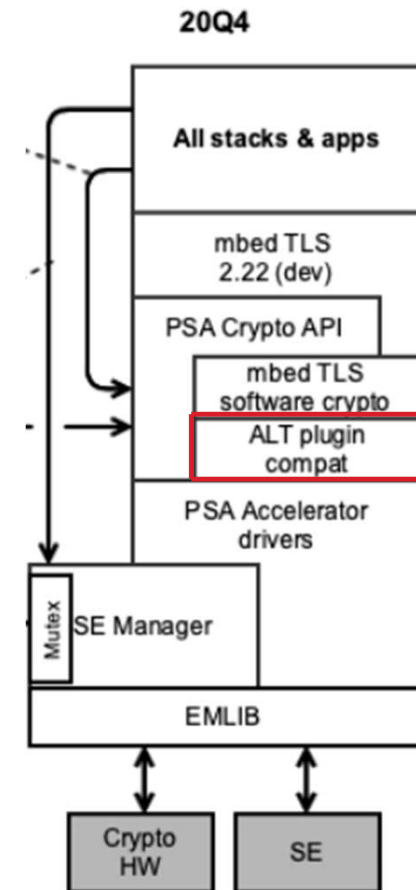 20Q4
All stacks & apps
mbed TLS
2.22 (dev)
PSA Crypto API
mbed TLS
software crypto
ALT plugin
compat
PSA Accelerator
drivers
Mutex
SE Manager
EMLIB
Crypto
HW
SE